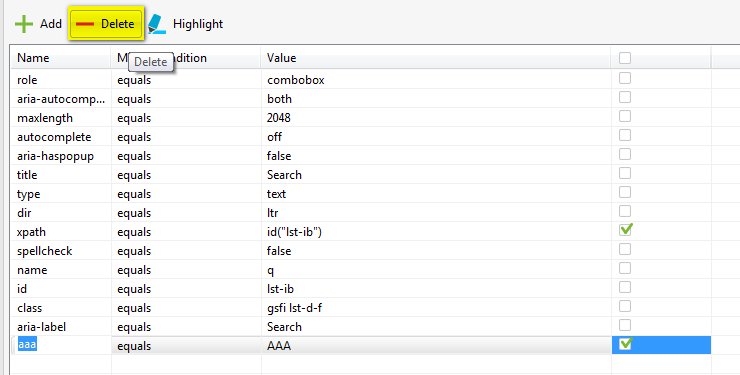 Add Delete Highlight
Name M ndition Value
Delete
role equals combobox
aria-autocomp... equals both
maxlength equals 2048
autocomplete equals off
aria-haspopup equals false
title equals Search
type equals text
dir equals ltr
xpath equals id("lst-ib")
spellcheck equals false
name equals q
id equals lst-ib
class equals gsfi lst-d-f
aria-label equals Search
aaa equals AAA